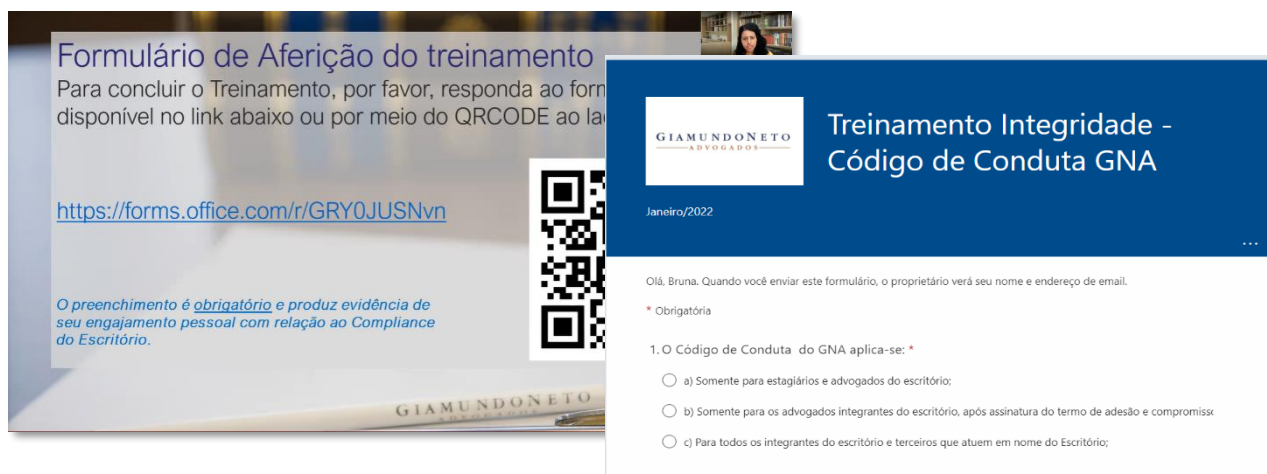 Formulário de Aferição do treinamento
Para concluir o Treinamento, por favor, responda ao form
disponível no link abaixo ou por meio do QRCODE ao la
https://forms.office.com/r/GRY0JUSNvn
O preenchimento é obrigatório e produz evidência de
seu engajamento pessoal com relação ao Compliance
do Escritório.
GIAMUNDONETO
ADVOGADOS
GIAMUNDONETO
ADVOGADOS
Treinamento Integridade -
Código de Conduta GNA
Janeiro/2022
...
Olá, Bruna. Quando você enviar este formulário, o proprietário verá seu nome e endereço de email.
* Obrigatória
1. O Código de Conduta do GNA aplica-se: *
a) Somente para estagiários e advogados do escritório;
b) Somente para os advogados integrantes do escritório, após assinatura do termo de adesão e compromisso
c) Para todos os integrantes do escritório e terceiros que atuem em nome do Escritório;